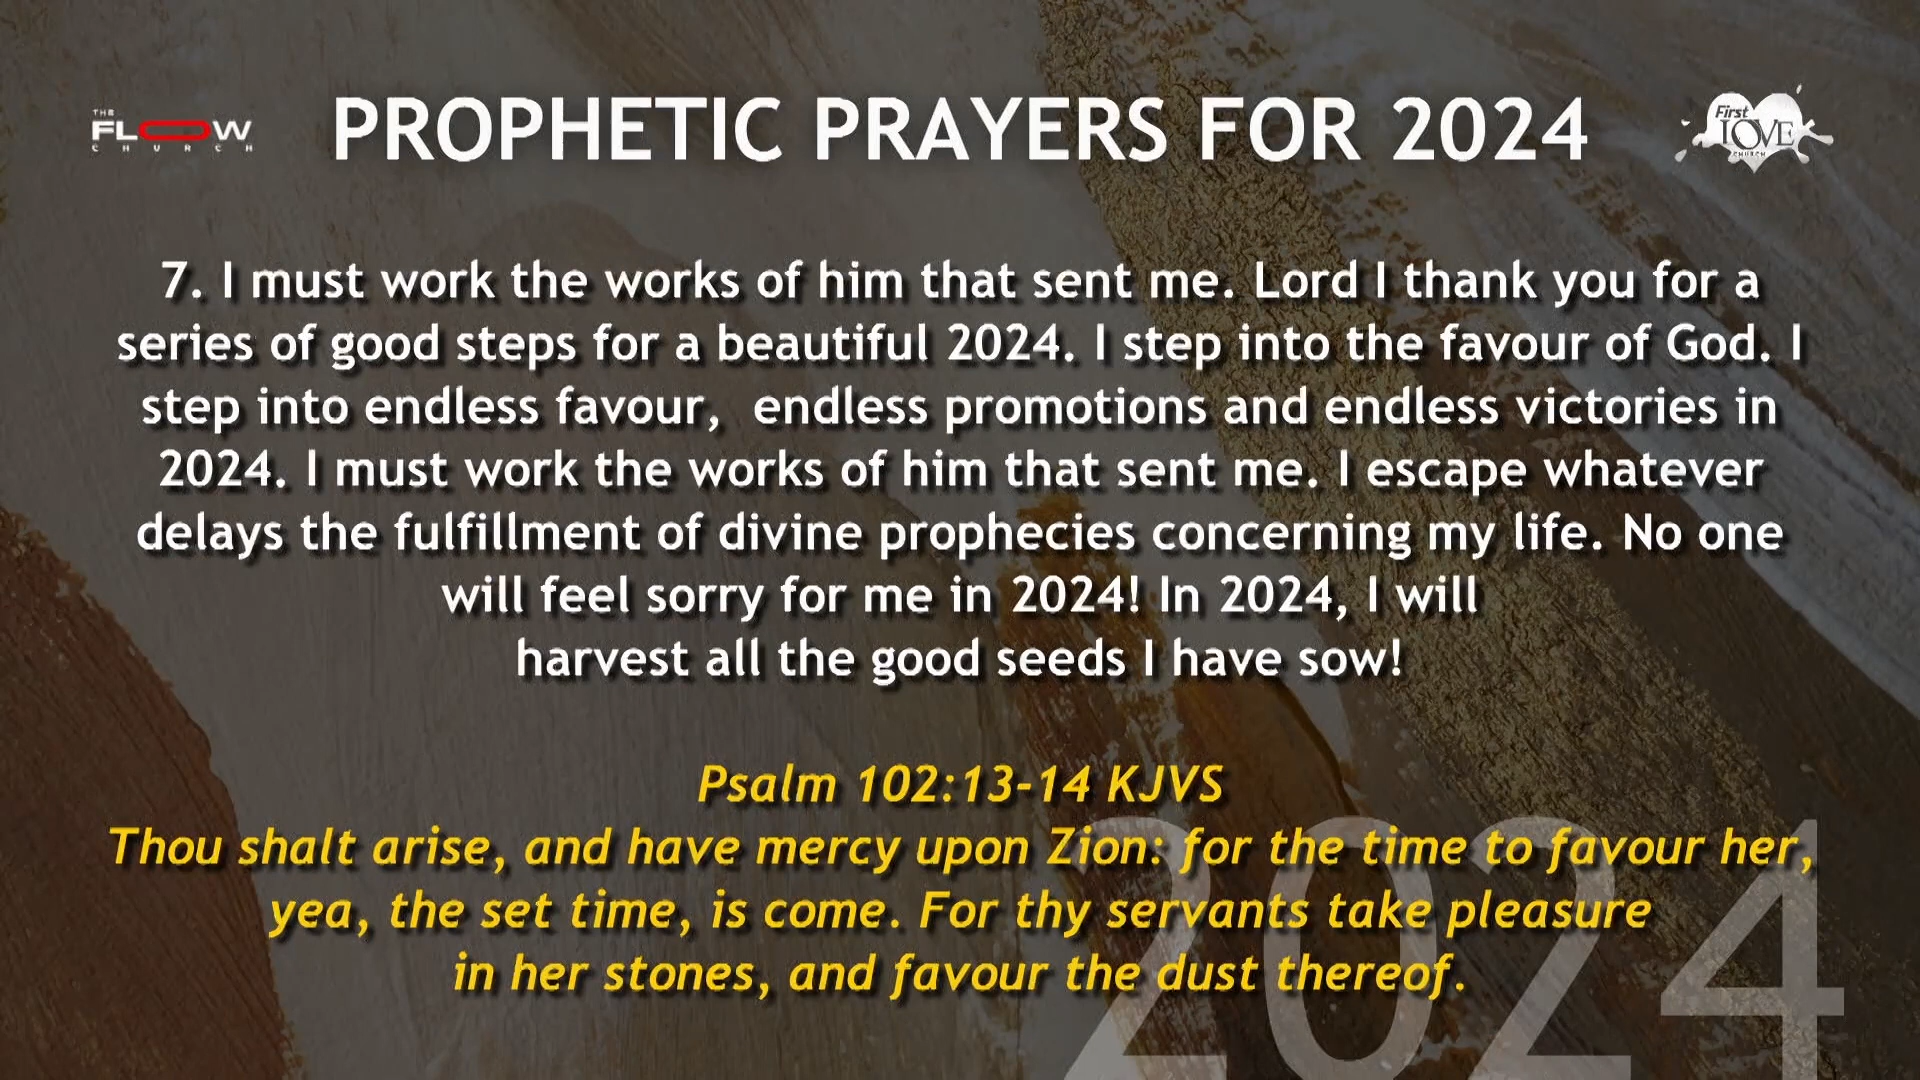 THE
FLOW
CHURCH
PROPHETIC PRAYERS FOR 2024
First
LOVE
CHURCH
7. I must work the works of him that sent me. Lord I thank you for a
series of good steps for a beautiful 2024. I step into the favour of God. I
step into endless favour,  endless promotions and endless victories in
2024. I must work the works of him that sent me. I escape whatever
delays the fulfillment of divine prophecies concerning my life. No one
will feel sorry for me in 2024! In 2024, I will
harvest all the good seeds I have sow!
Psalm 102:13-14 KJVS
Thou shalt arise, and have mercy upon Zion: for the time to favour her,
yea, the set time, is come. For thy servants take pleasure
in her stones, and favour the dust thereof.
2024